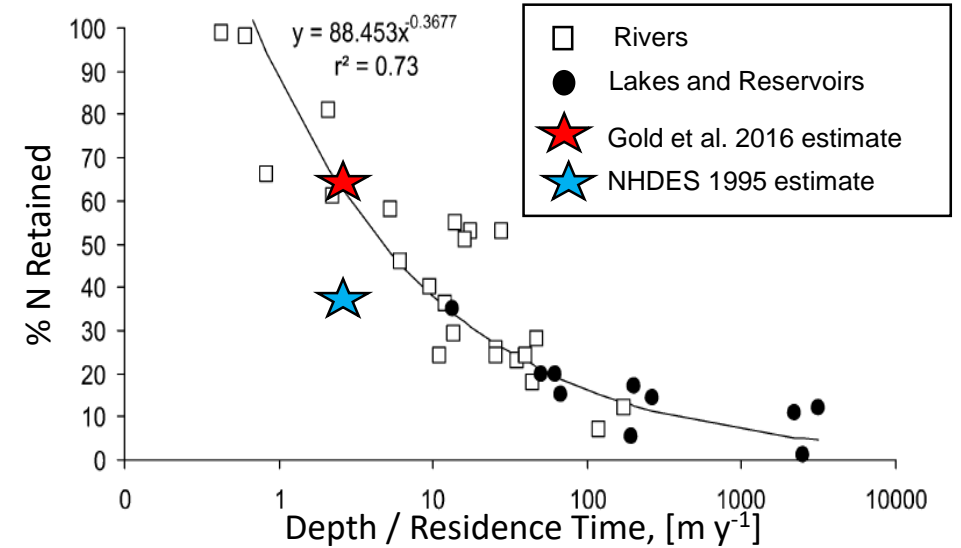 y = 88.453x^-0.3677
r² = 0.73
Rivers
Lakes and Reservoirs
Gold et al. 2016 estimate
NHDES 1995 estimate
% N Retained
100
90
80
70
60
50
40
30
20
10
0
0 1 10 100 1000 10000
Depth / Residence Time, [m y⁻¹]